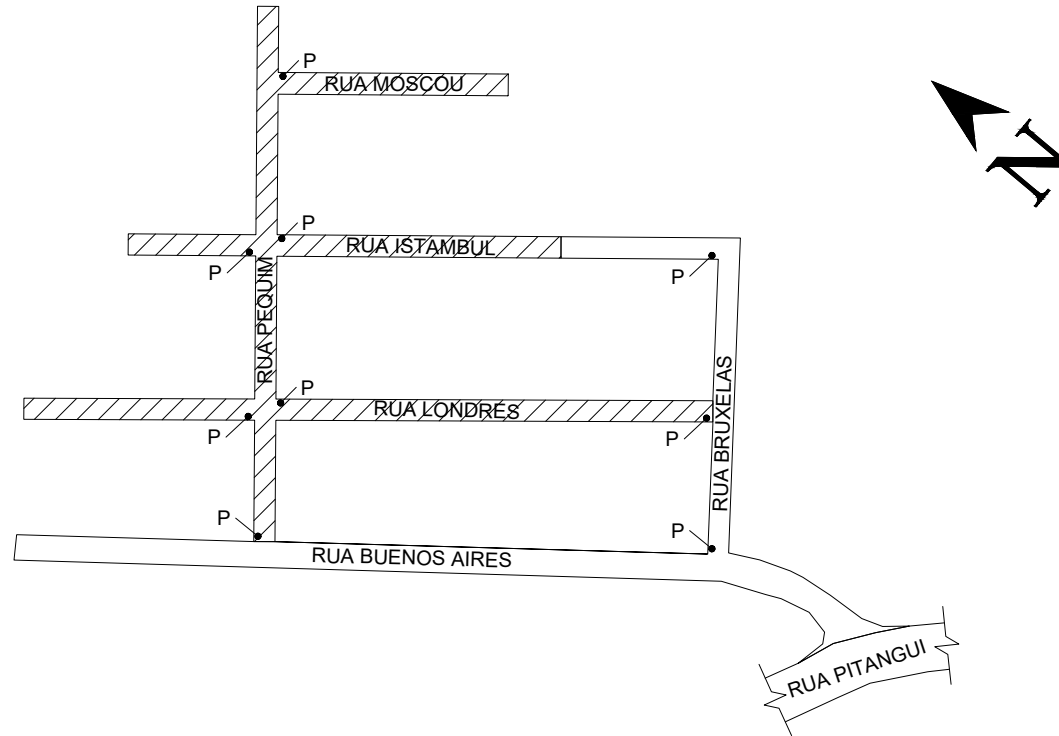 P
RUA MOSCOU
N
P
RUA ISTAMBUL
P
P
RUA PEQUIM
P
RUA LONDRES
P
P
RUA BRUXELAS
P
P
RUA BUENOS AIRES
RUA PITANGUI